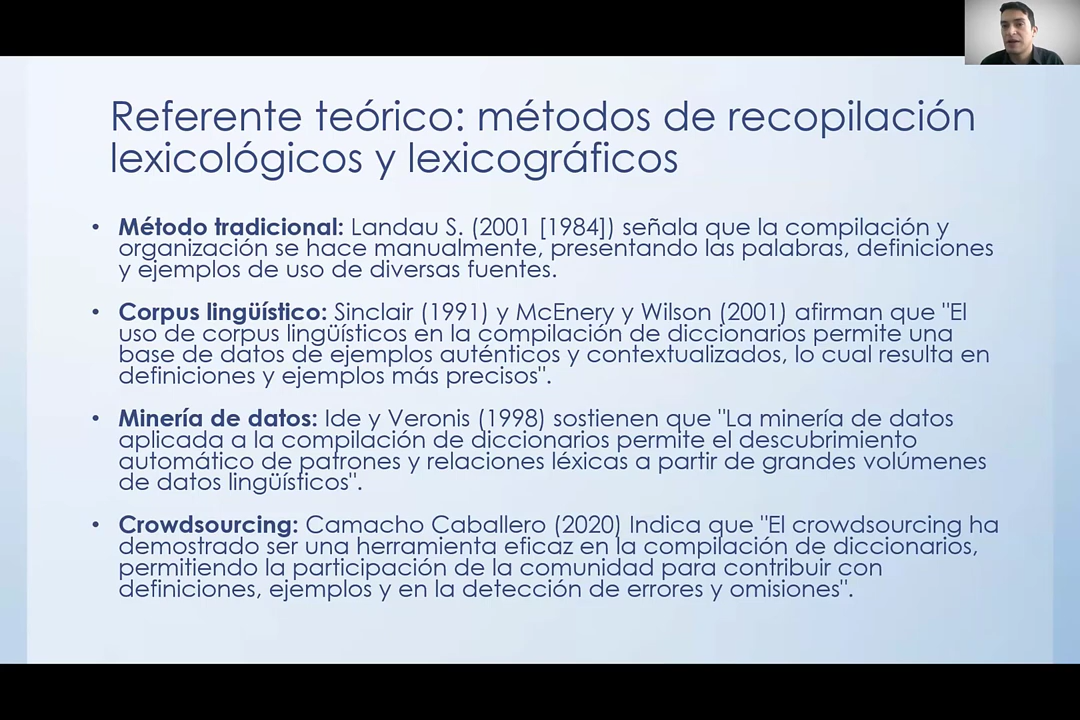 Referente teórico: métodos de recopilación
lexicológicos y lexicográficos
• Método tradicional: Landau S. (2001 [1984]) señala que la compilación y
organización se hace manualmente, presentando las palabras, definiciones
y ejemplos de uso de diversas fuentes.
• Corpus lingüístico: Sinclair (1991) y McEnery y Wilson (2001) afirman que "El
uso de corpus lingüísticos en la compilación de diccionarios permite una
base de datos de ejemplos auténticos y contextualizados, lo cual resulta en
definiciones y ejemplos más precisos".
• Minería de datos: Ide y Veronis (1998) sostienen que "La minería de datos
aplicada a la compilación de diccionarios permite el descubrimiento
automático de patrones y relaciones léxicas a partir de grandes volúmenes
de datos lingüísticos".
• Crowdsourcing: Camacho Caballero (2020) Indica que "El crowdsourcing ha
demostrado ser una herramienta eficaz en la compilación de diccionarios,
permitiendo la participación de la comunidad para contribuir con
definiciones, ejemplos y en la detección de errores y omisiones".